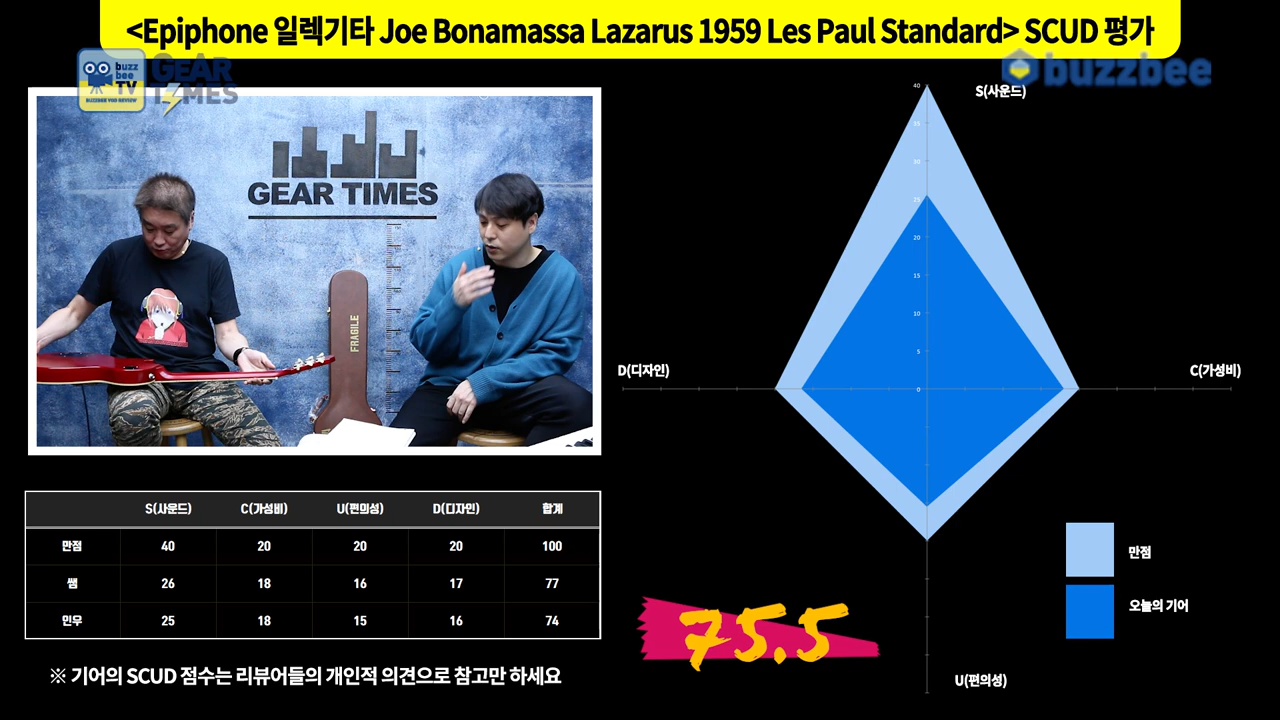 <Epiphone 일렉기타 Joe Bonamassa Lazarus 1959 Les Paul Standard> SCUD 평가
buzz
bee
TV
BUZZBEE VOD REVIEW
GEAR
TIMES
buzzbee
GEAR TIMES
FRAGILE
S(사운드)
40
35
30
25
20
15
10
5
0
D(디자인)
C(가성비)
U(편의성)
만점
오늘의 기어
S(사운드) C(가성비) U(편의성) D(디자인) 합계
만점 40 20 20 20 100
쌩 26 18 16 17 77
민우 25 18 15 16 74
75.5
※ 기어의 SCUD 점수는 리뷰어들의 개인적 의견으로 참고만 하세요